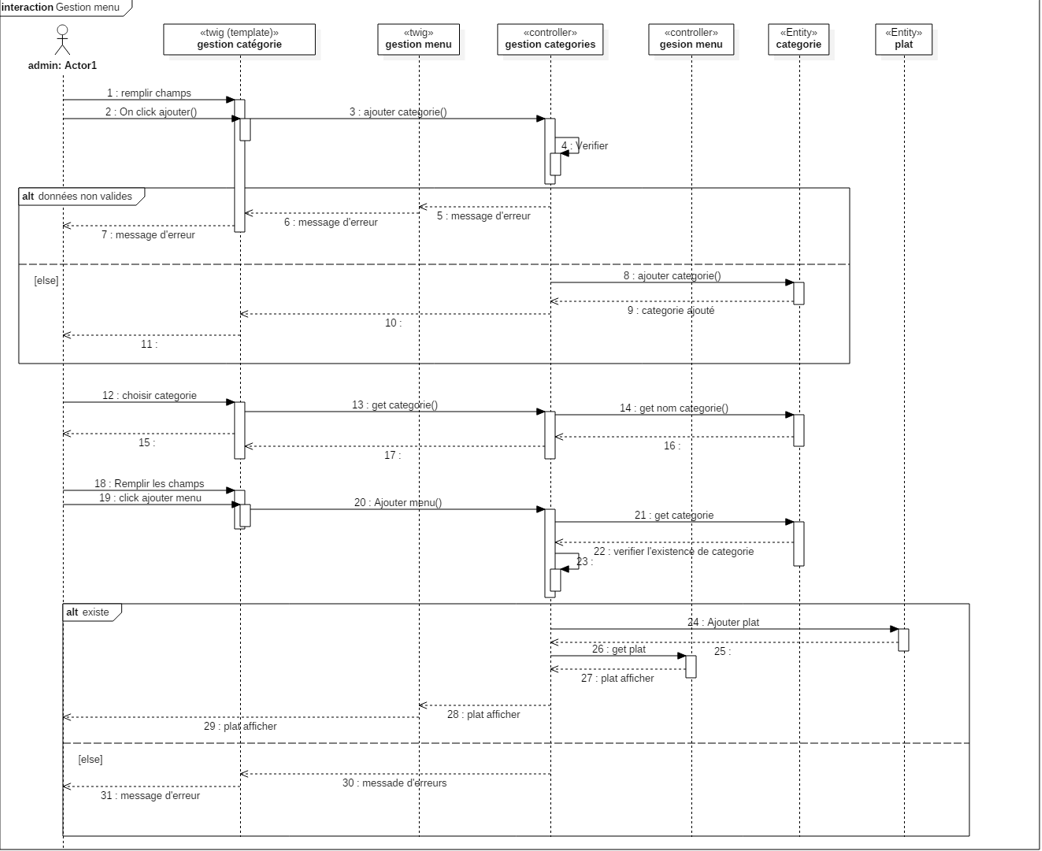 interaction Gestion menu
«twig (template)»
gestion catégorie
«twig»
gestion menu
«controller»
gestion categories
«controller»
gesion menu
«Entity»
categorie
«Entity»
plat
admin: Actor1
1 : remplir champs
2 : On click ajouter()
3 : ajouter categorie()
4 : Verifier
alt données non valides
5 : message d'erreur
6 : message d'erreur
7 : message d'erreur
[else]
8 : ajouter categorie()
9 : categorie ajouté
10 :
11 :
12 : choisir categorie
13 : get categorie()
14 : get nom categorie()
15 :
16 :
17 :
18 : Remplir les champs
19 : click ajouter menu
20 : Ajouter menu()
21 : get categorie
22 : verifier l'existence de categorie
23 :
alt existe
24 : Ajouter plat
25 :
26 : get plat
27 : plat afficher
28 : plat afficher
29 : plat afficher
[else]
30 : messade d'erreurs
31 : message d'erreur